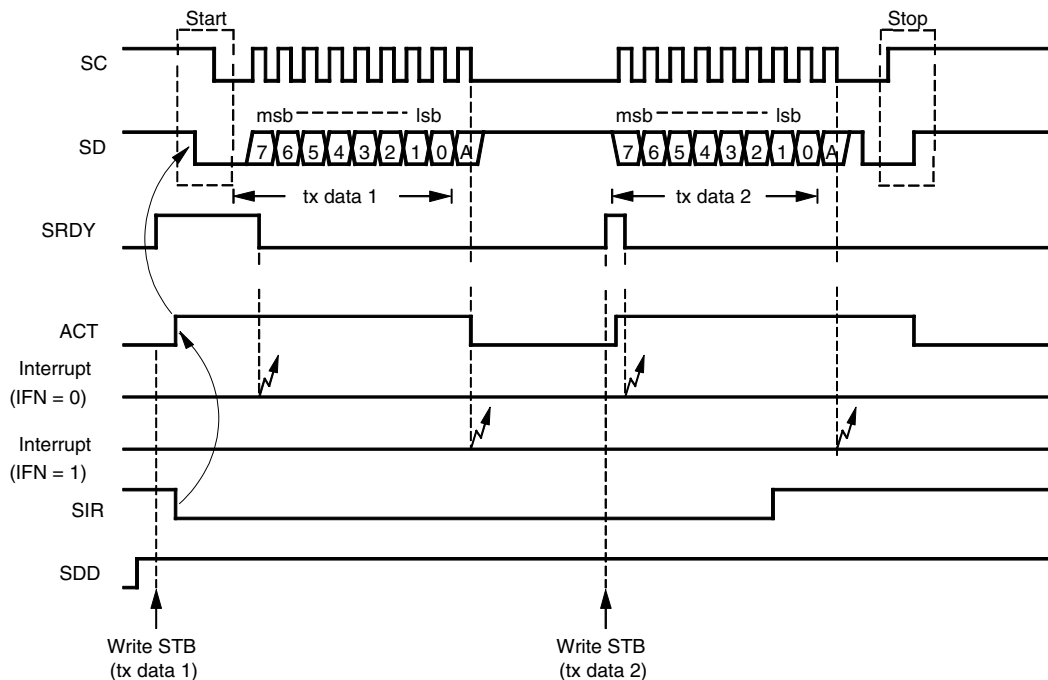 Start
Stop
SC
msb lsb
msb lsb
SD
7 6 5 4 3 2 1 0 A
7 6 5 4 3 2 1 0 A
tx data 1
tx data 2
SRDY
ACT
Interrupt
(IFN = 0)
Interrupt
(IFN = 1)
SIR
SDD
Write STB
(tx data 1)
Write STB
(tx data 2)